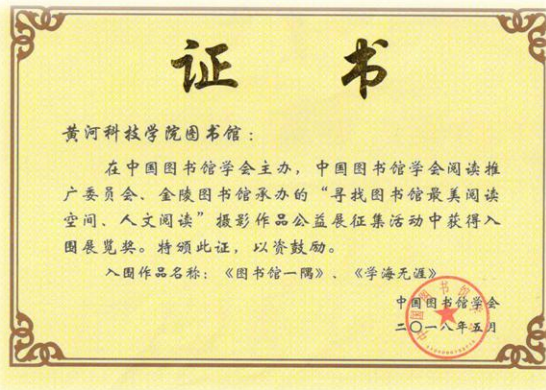 证 书
黄河科技学院图书馆：
在中国图书馆学会主办，中国图书馆学会阅读推
广委员会、金陵图书馆承办的“寻找图书馆最美阅读
空间、人文阅读”摄影作品公益展征集活动中获得入
围展览奖。特颁此证，以资鼓励。
入围作品名称：《图书馆一隅》、《学海无涯》
中国图书馆学会
二〇一八年五月